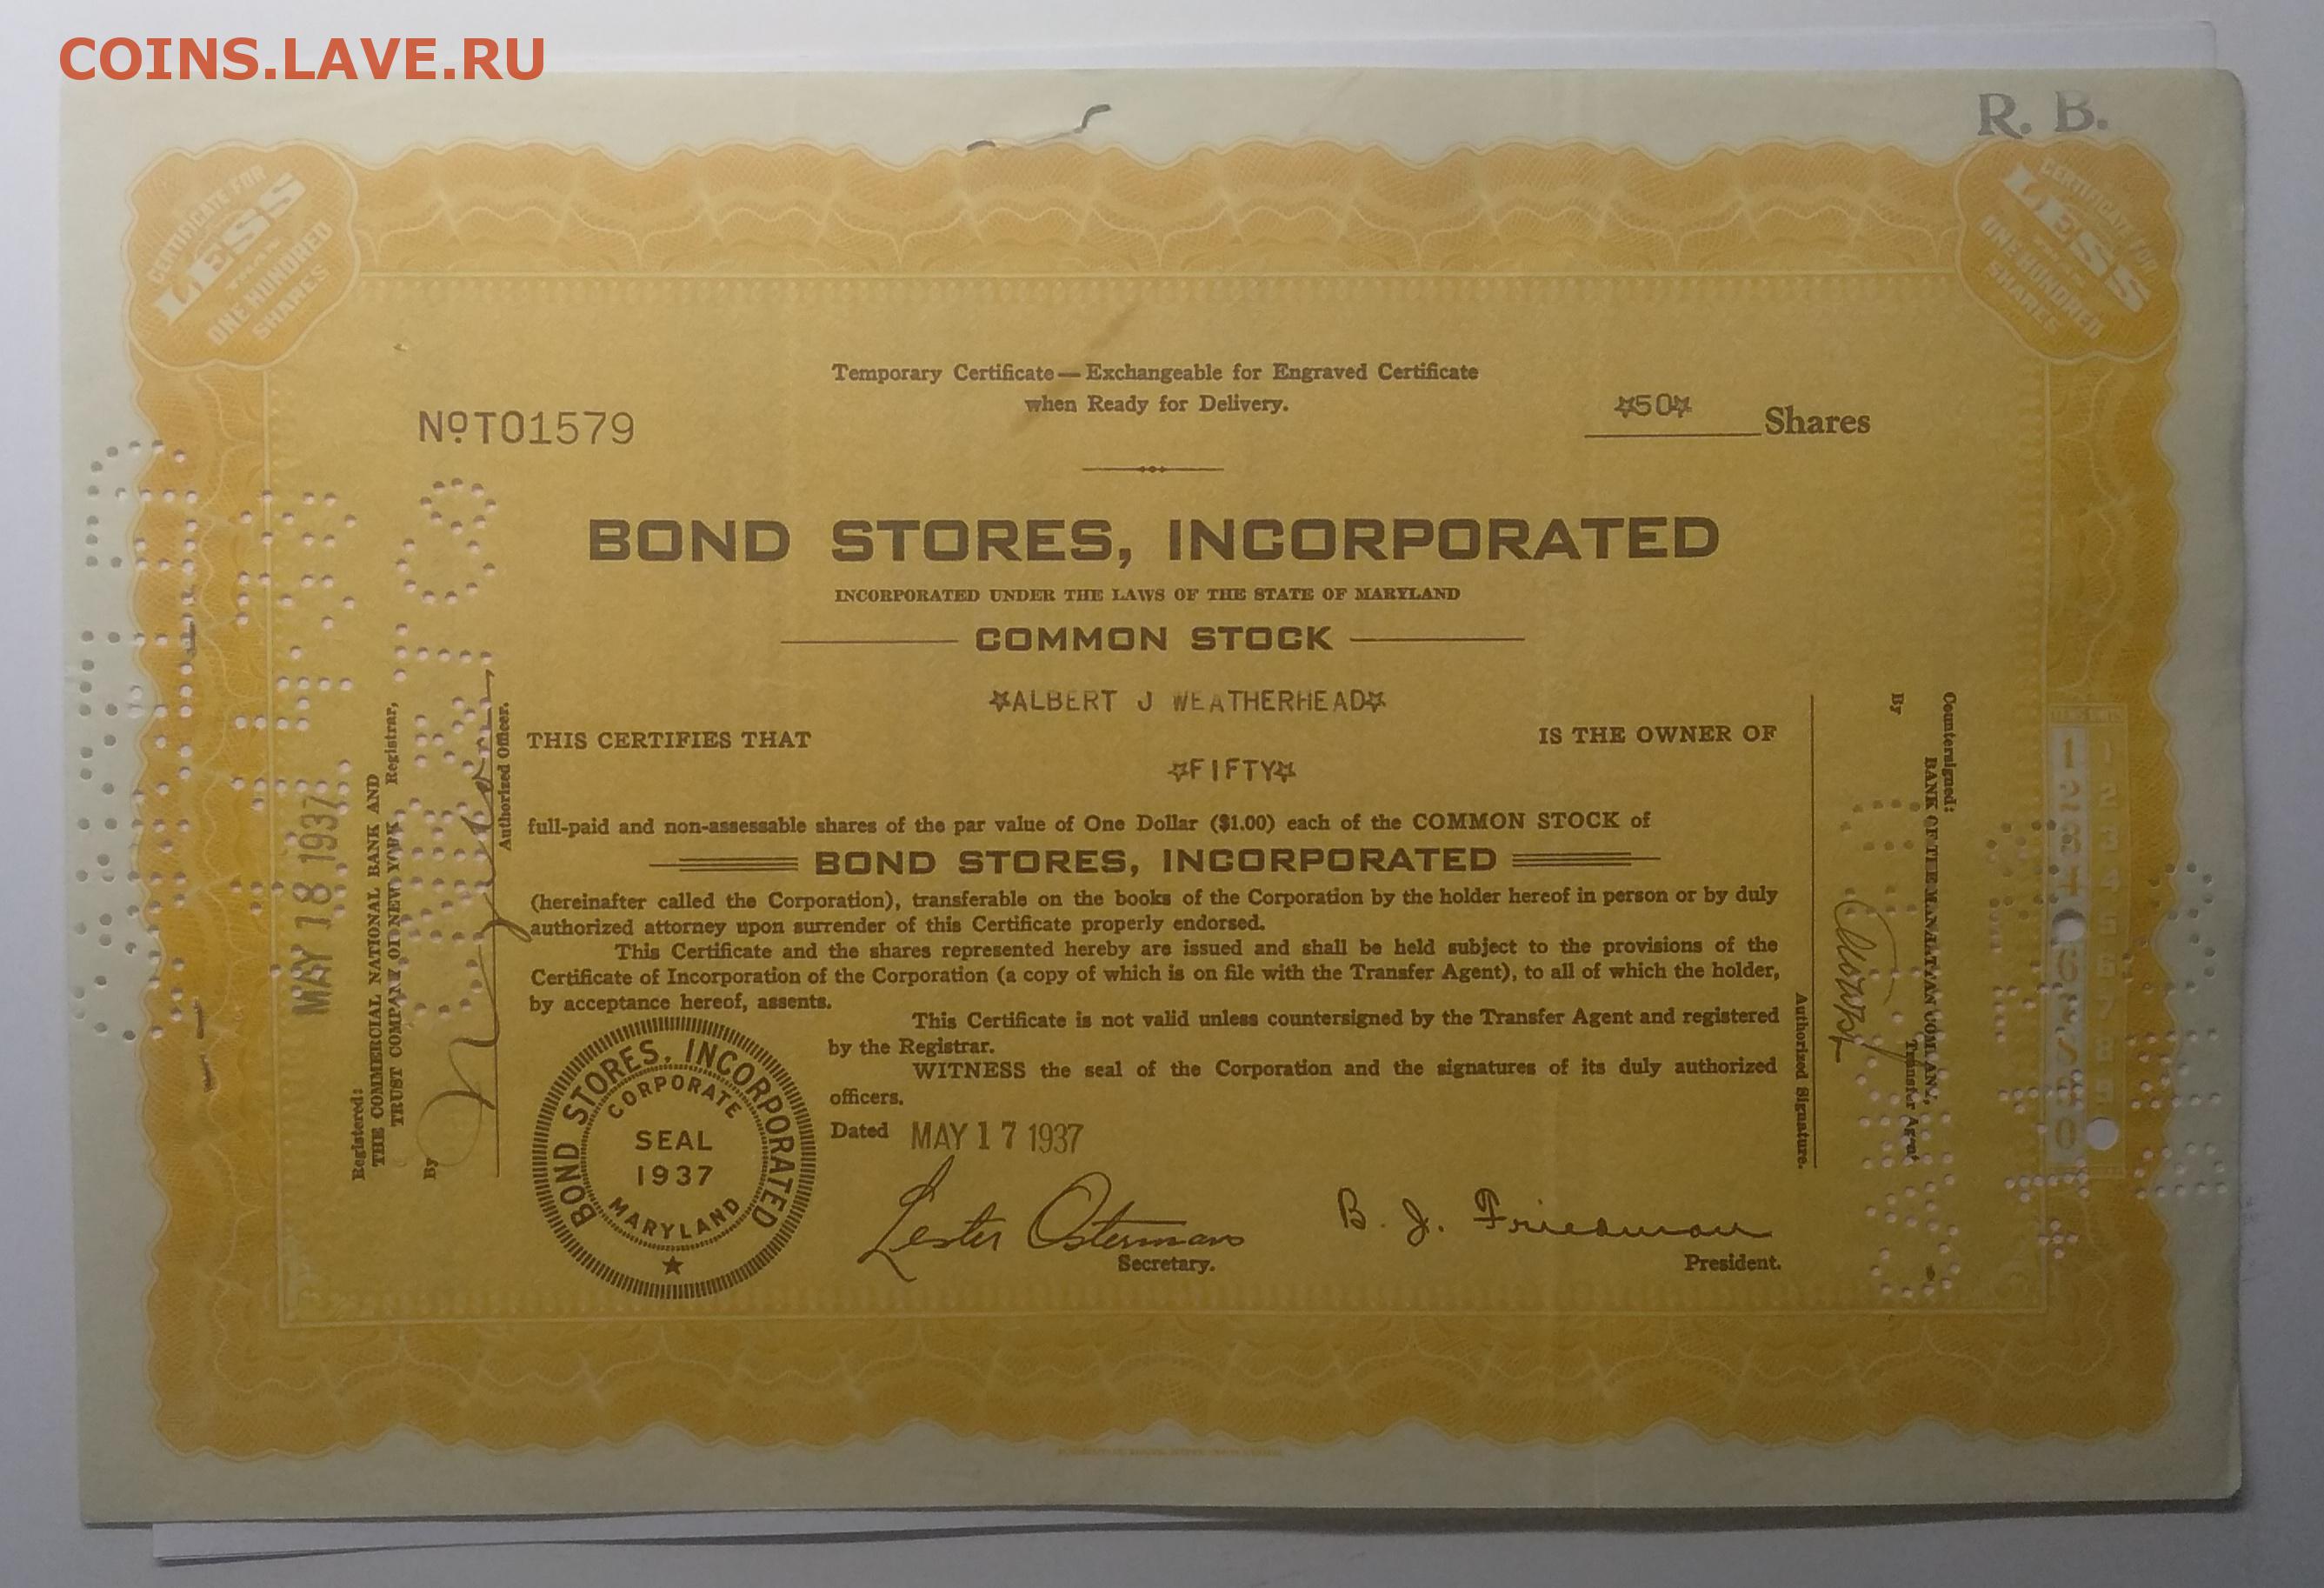 COINS.LAVE.RU
R. B.
CERTIFICATE FOR
LESS
THAN
ONE HUNDRED
SHARES
CERTIFICATE FOR
LESS
THAN
ONE HUNDRED
SHARES
Temporary Certificate — Exchangeable for Engraved Certificate
when Ready for Delivery.
NºT01579
☆50☆ Shares
BOND STORES, INCORPORATED
INCORPORATED UNDER THE LAWS OF THE STATE OF MARYLAND
COMMON STOCK
☆ALBERT J WEATHERHEAD☆
THIS CERTIFIES THAT IS THE OWNER OF
☆FIFTY☆
full-paid and non-assessable shares of the par value of One Dollar ($1.00) each of the COMMON STOCK of
BOND STORES, INCORPORATED
(hereinafter called the Corporation), transferable on the books of the Corporation by the holder hereof in person or by duly
authorized attorney upon surrender of this Certificate properly endorsed.
This Certificate and the shares represented hereby are issued and shall be held subject to the provisions of the
Certificate of Incorporation of the Corporation (a copy of which is on file with the Transfer Agent), to all of which the holder,
by acceptance hereof, assents.
This Certificate is not valid unless countersigned by the Transfer Agent and registered
by the Registrar.
WITNESS the seal of the Corporation and the signatures of its duly authorized
officers.
Dated MAY 17 1937
Lester Ostermans
Secretary.
B. J. Friedman
President.
BOND STORES, INCORPORATED
CORPORATE
SEAL
1937
MARYLAND
MAY 18 1937
Registered:
THE COMMERCIAL NATIONAL BANK AND
TRUST COMPANY OF NEW YORK, Registrar,
By
Authorized Officer.
Countersigned:
BANK OF THE MANHATTAN COMPANY,
Transfer Agent
By
Authorized Signature.